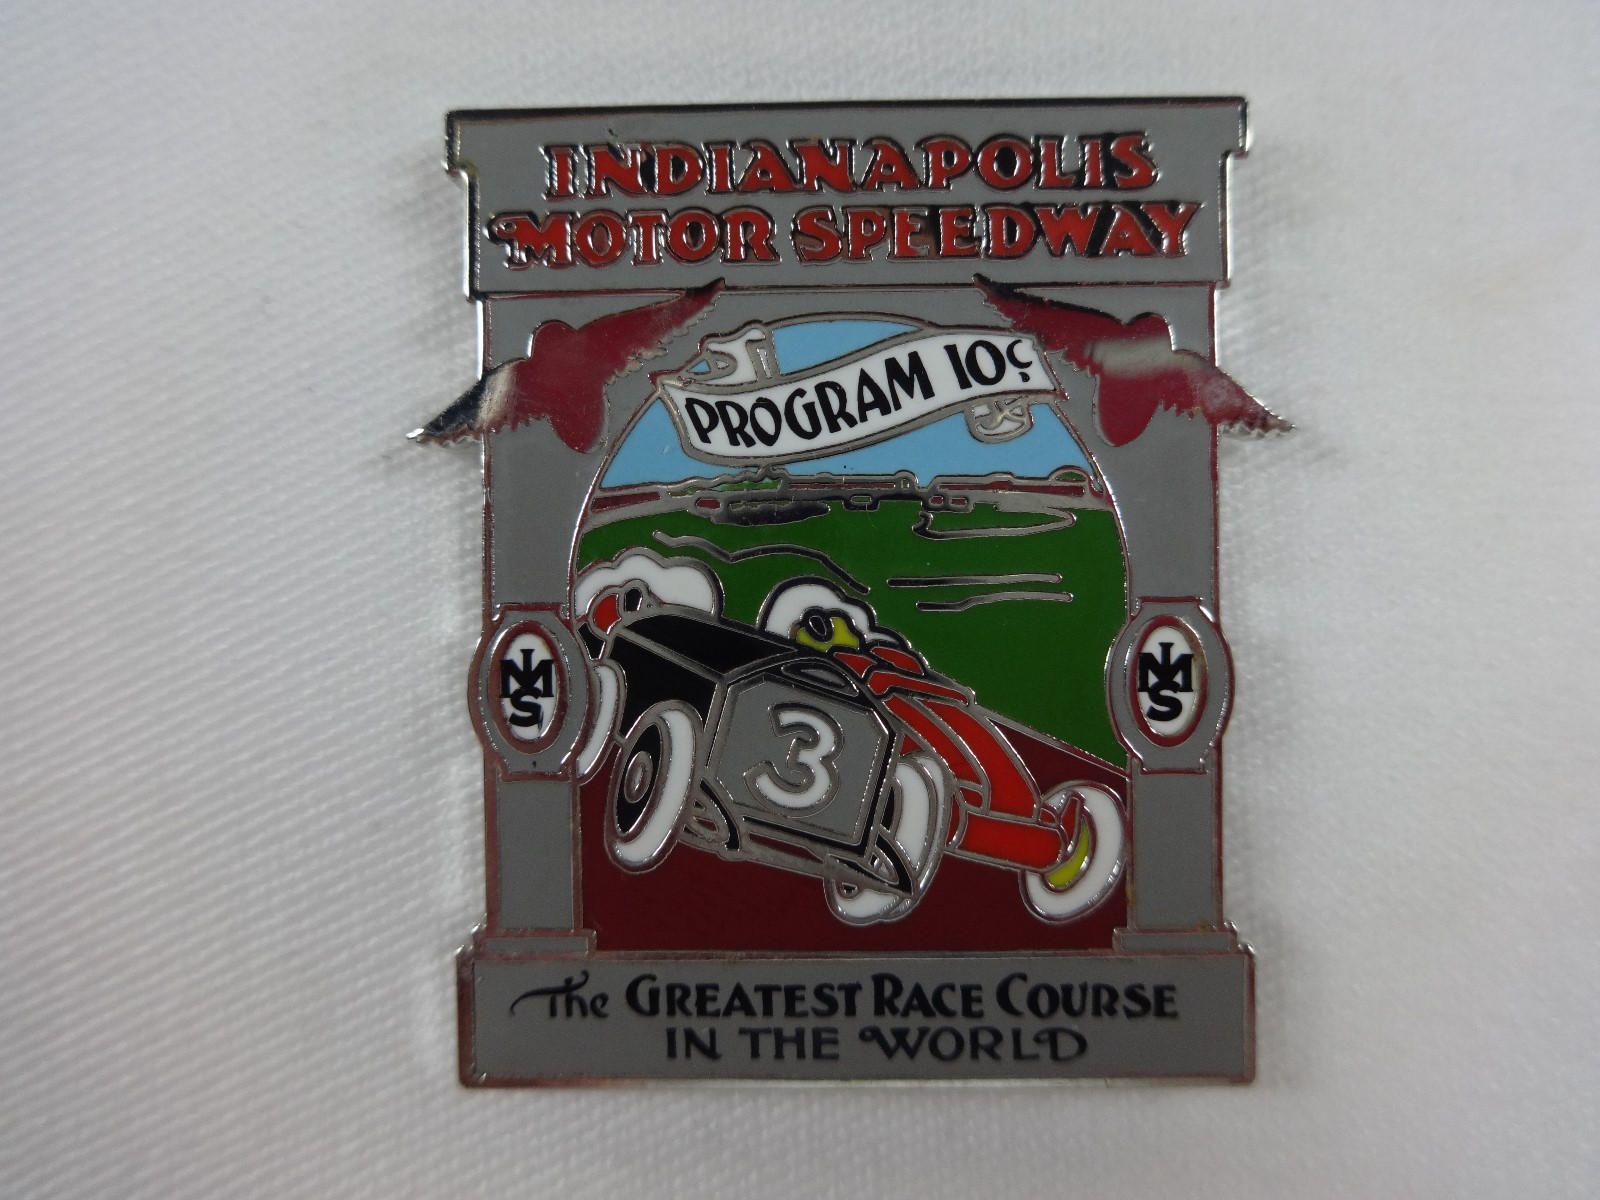 INDIANAPOLIS
MOTOR SPEEDWAY
PROGRAM 10¢
IMS
IMS
3
The GREATEST RACE COURSE
IN THE WORLD